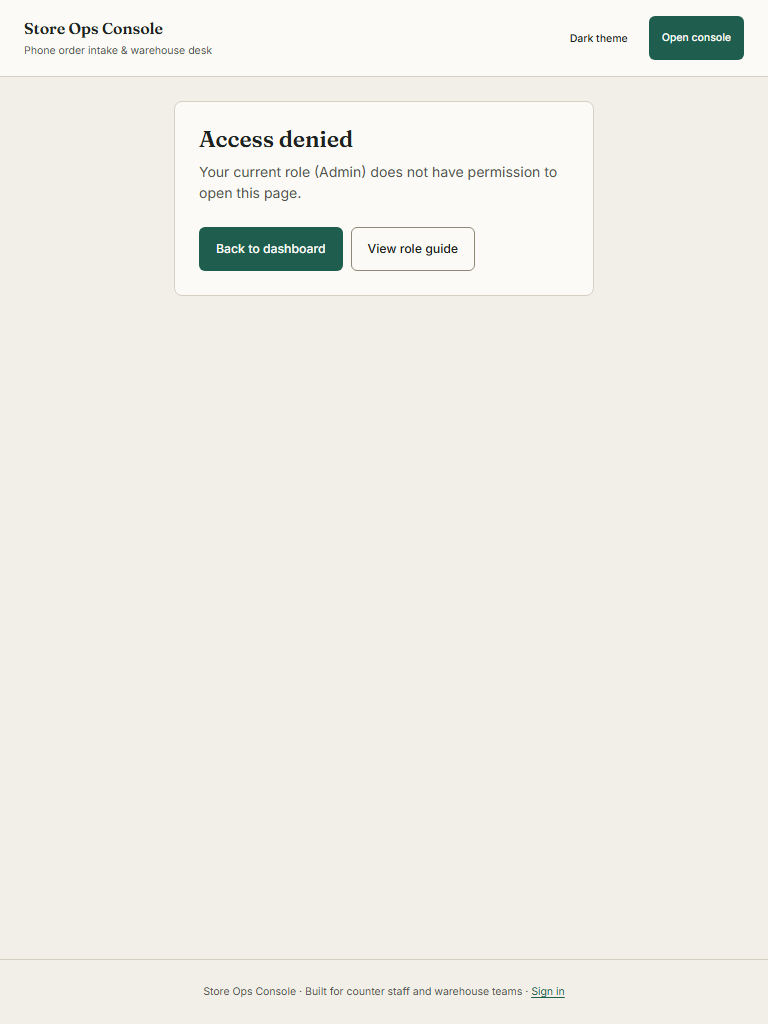 Store Ops Console
Phone order intake & warehouse desk
Dark theme
Open console
Access denied
Your current role (Admin) does not have permission to
open this page.
Back to dashboard
View role guide
Store Ops Console · Built for counter staff and warehouse teams · Sign in